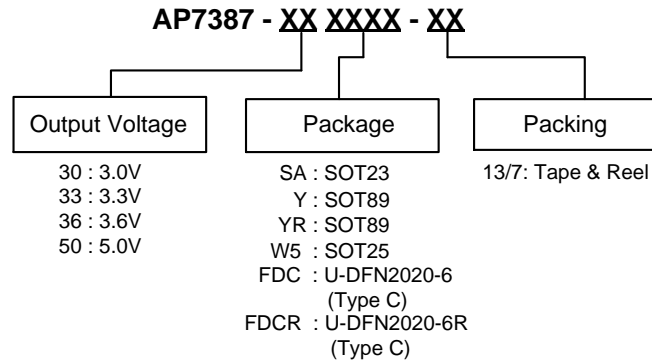 AP7387 - XX XXXX - XX
Output Voltage
30 : 3.0V
33 : 3.3V
36 : 3.6V
50 : 5.0V
Package
SA : SOT23
Y : SOT89
YR : SOT89
W5 : SOT25
FDC : U-DFN2020-6
(Type C)
FDCR : U-DFN2020-6R
(Type C)
Packing
13/7: Tape & Reel